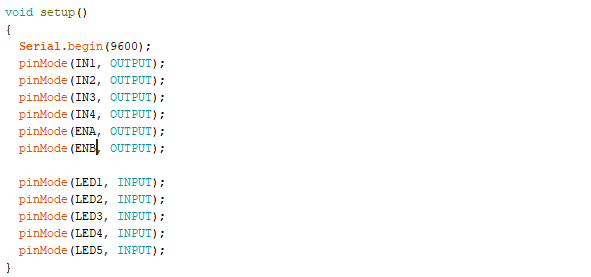 void setup()
{
  Serial.begin(9600);
  pinMode(IN1, OUTPUT);
  pinMode(IN2, OUTPUT);
  pinMode(IN3, OUTPUT);
  pinMode(IN4, OUTPUT);
  pinMode(ENA, OUTPUT);
  pinMode(ENB, OUTPUT);

  pinMode(LED1, INPUT);
  pinMode(LED2, INPUT);
  pinMode(LED3, INPUT);
  pinMode(LED4, INPUT);
  pinMode(LED5, INPUT);
}